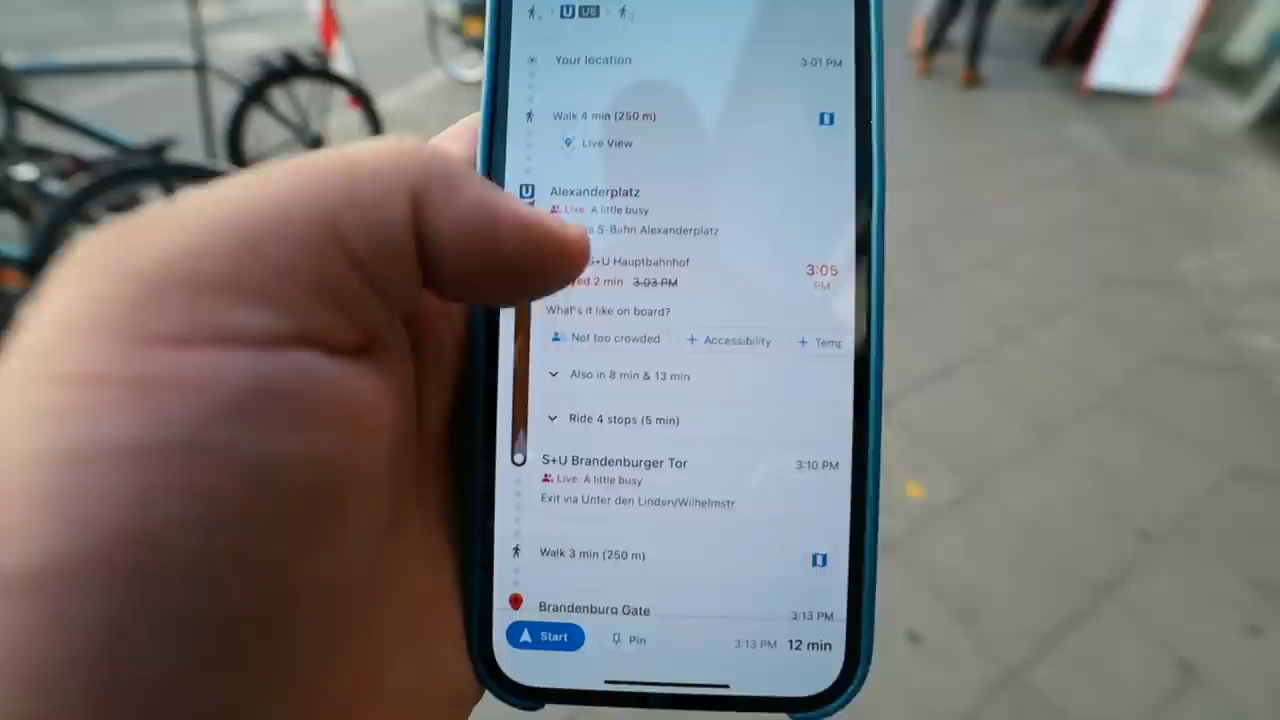 U U5
Your location 3:01 PM
Walk 4 min (250 m)
Live View
U Alexanderplatz
Live: A little busy
S-Bahn Alexanderplatz
S+U Hauptbahnhof 3:05 PM
2 min 3:03 PM
What's it like on board?
Not too crowded + Accessibility + Temp
Also in 8 min & 13 min
Ride 4 stops (5 min)
S+U Brandenburger Tor 3:10 PM
Live: A little busy
Exit via Unter den Linden/Wilhelmstr.
Walk 3 min (250 m)
Brandenburg Gate 3:13 PM
Start Pin 3:13 PM 12 min